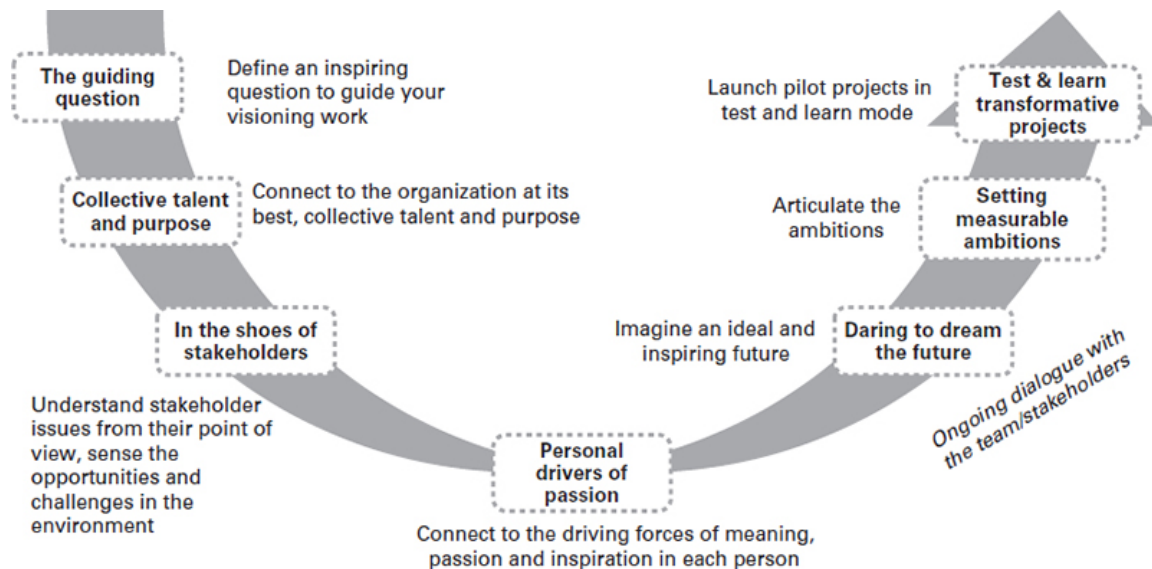 The guiding
question
Define an inspiring
question to guide your
visioning work
Collective talent
and purpose
Connect to the organization at its
best, collective talent and purpose
In the shoes of
stakeholders
Understand stakeholder
issues from their point of
view, sense the
opportunities and
challenges in the
environment
Personal
drivers of
passion
Connect to the driving forces of meaning,
passion and inspiration in each person
Daring to dream
the future
Imagine an ideal and
inspiring future
Setting
measurable
ambitions
Articulate the
ambitions
Test & learn
transformative
projects
Launch pilot projects in
test and learn mode
Ongoing dialogue with
the team/stakeholders